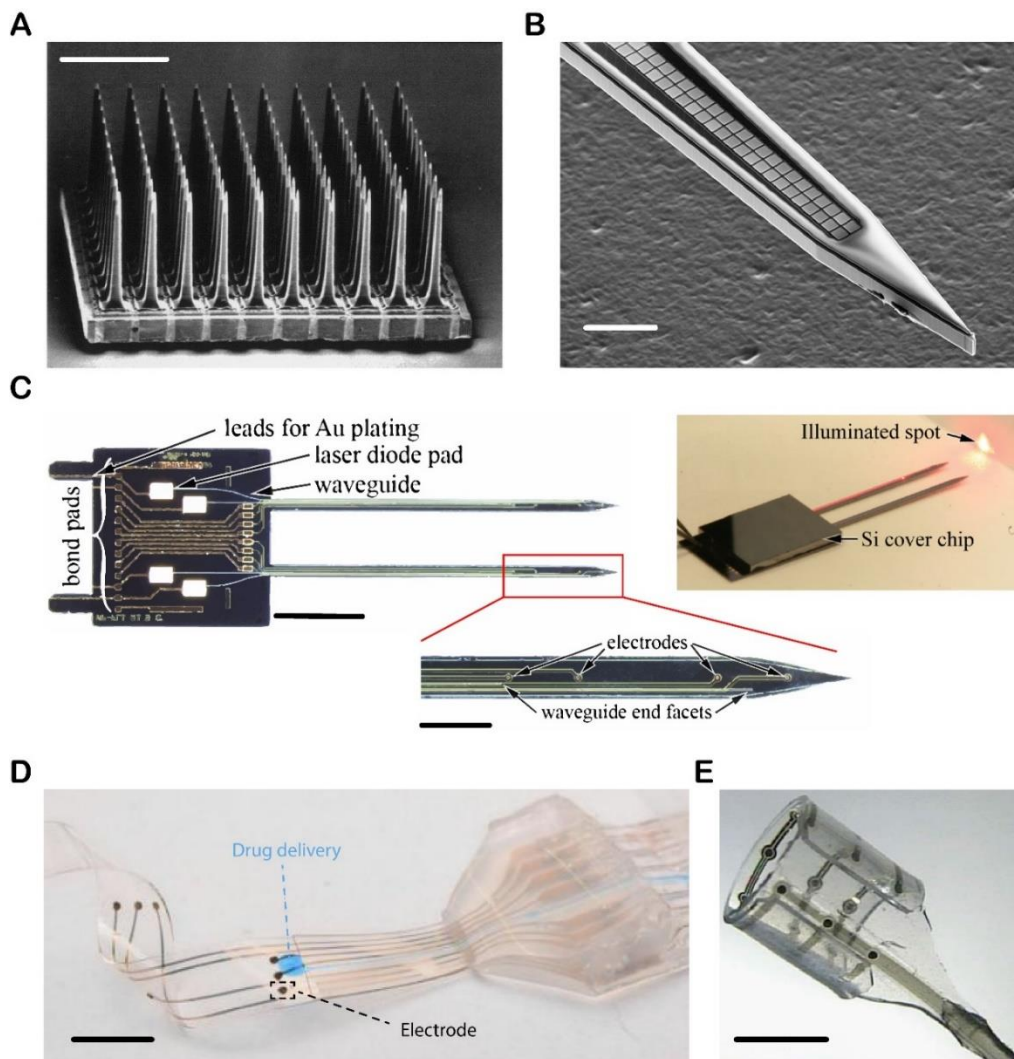 A
B
C
leads for Au plating
laser diode pad
waveguide
bond pads
Illuminated spot
Si cover chip
electrodes
waveguide end facets
D
E
Drug delivery
Electrode